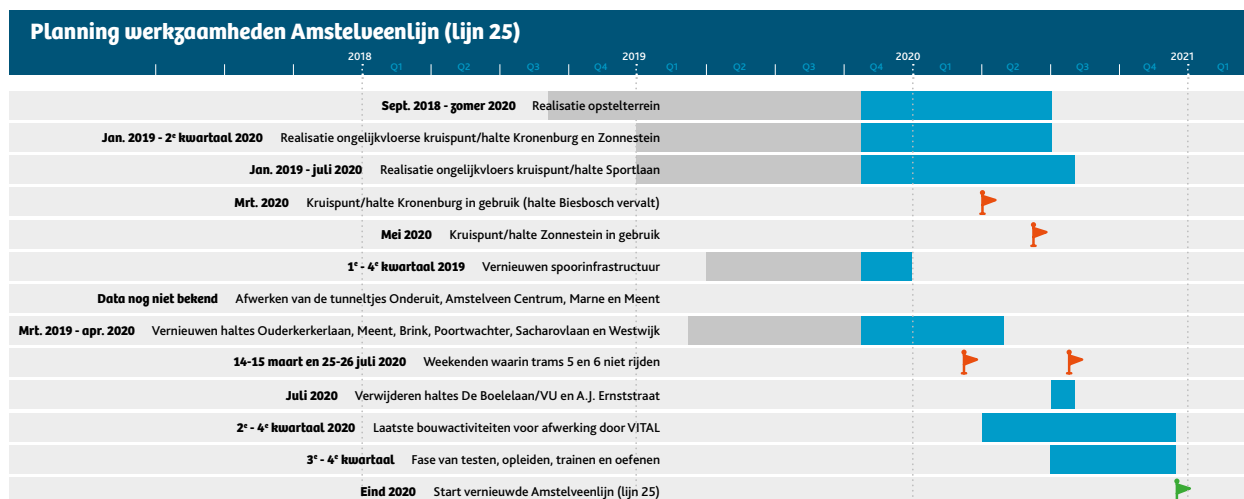 Planning werkzaamheden Amstelveenlijn (lijn 25)
2018 2019 2020 2021
Q1 Q2 Q3 Q4 Q1 Q2 Q3 Q4 Q1 Q2 Q3 Q4 Q1
Sept. 2018 - zomer 2020 Realisatie opstelterrein
Jan. 2019 - 2e kwartaal 2020 Realisatie ongelijkvloerse kruispunt/halte Kronenburg en Zonnestein
Jan. 2019 - juli 2020 Realisatie ongelijkvloers kruispunt/halte Sportlaan
Mrt. 2020 Kruispunt/halte Kronenburg in gebruik (halte Biesbosch vervalt)
Mei 2020 Kruispunt/halte Zonnestein in gebruik
1e - 4e kwartaal 2019 Vernieuwen spoorinfrastructuur
Data nog niet bekend Afwerken van de tunneltjes Onderuit, Amstelveen Centrum, Marne en Meent
Mrt. 2019 - apr. 2020 Vernieuwen haltes Ouderkerkerlaan, Meent, Brink, Poortwachter, Sacharovlaan en Westwijk
14-15 maart en 25-26 juli 2020 Weekenden waarin trams 5 en 6 niet rijden
Juli 2020 Verwijderen haltes De Boelelaan/VU en A.J. Ernststraat
2e - 4e kwartaal 2020 Laatste bouwactiviteiten voor afwerking door VITAL
3e - 4e kwartaal Fase van testen, opleiden, trainen en oefenen
Eind 2020 Start vernieuwde Amstelveenlijn (lijn 25)